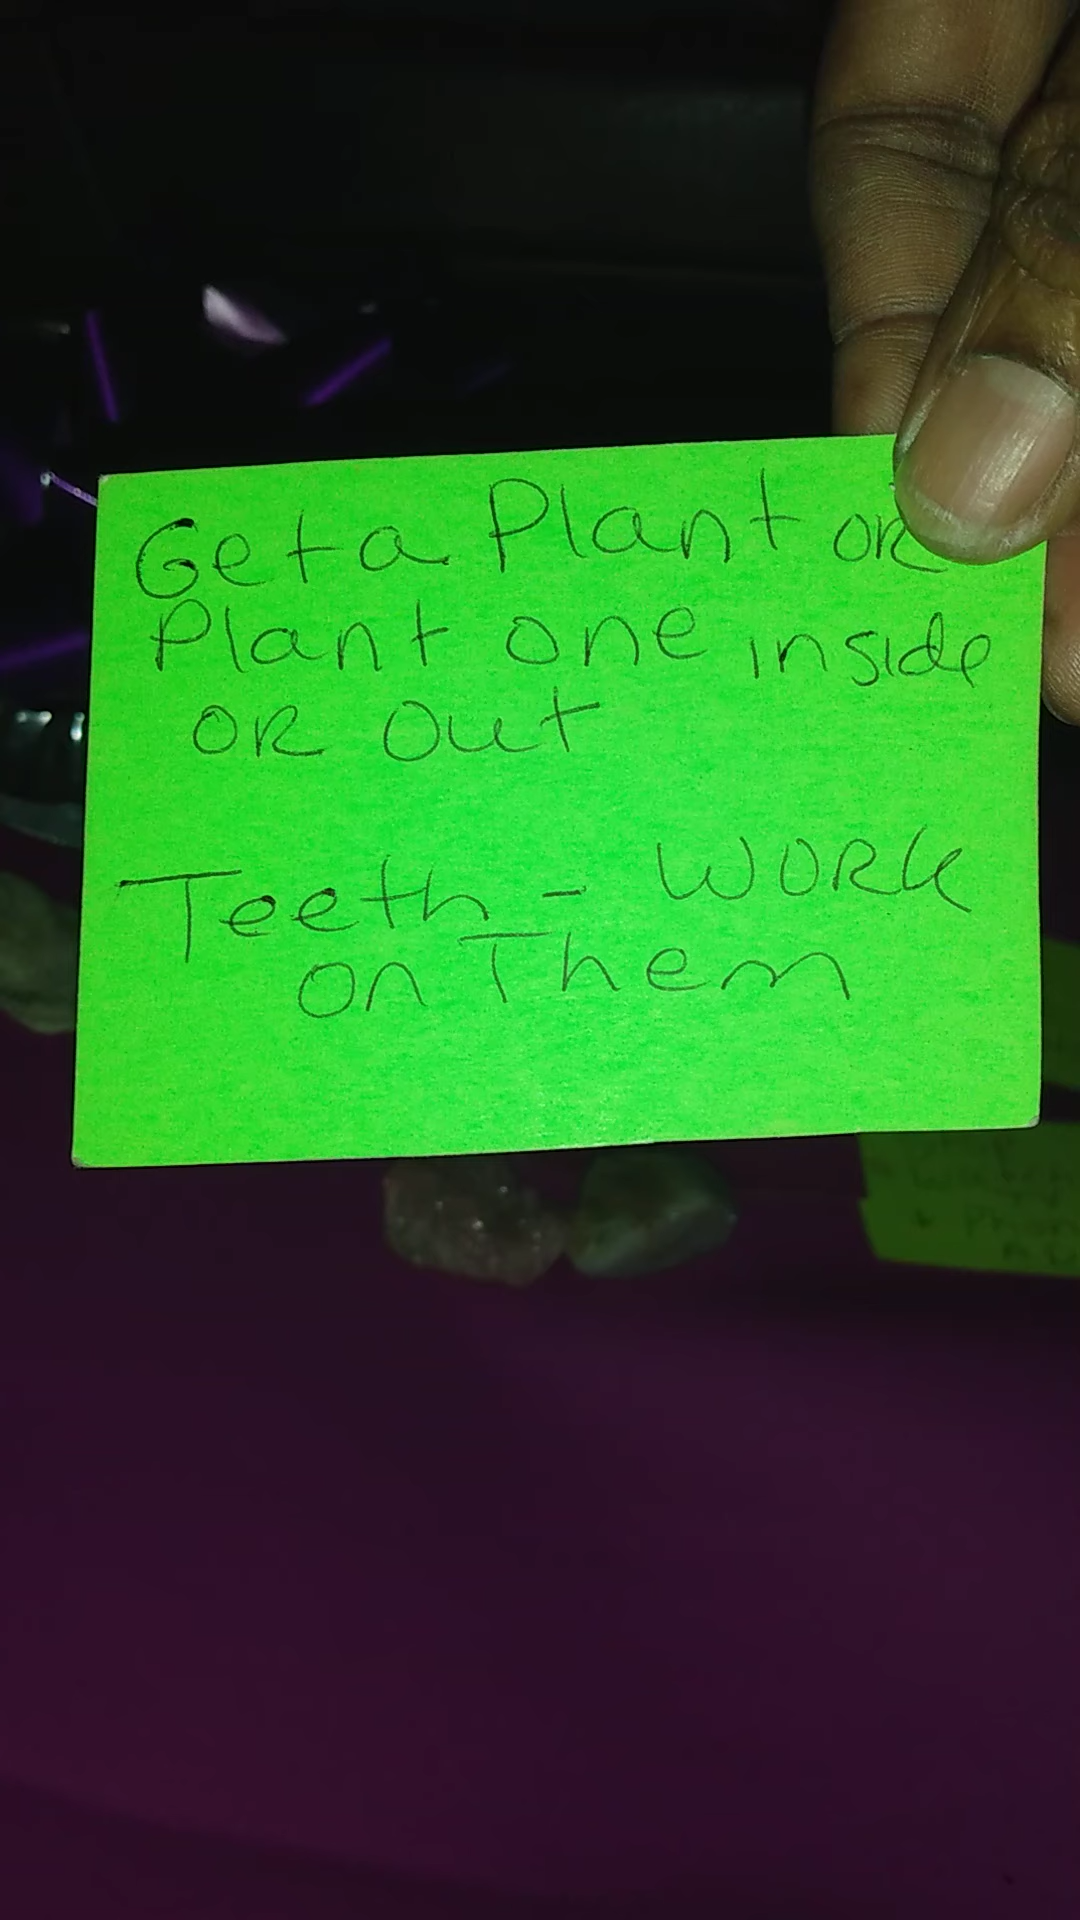 Get a Plant OR
Plant one inside
OR Out
Teeth - WORK
on Them